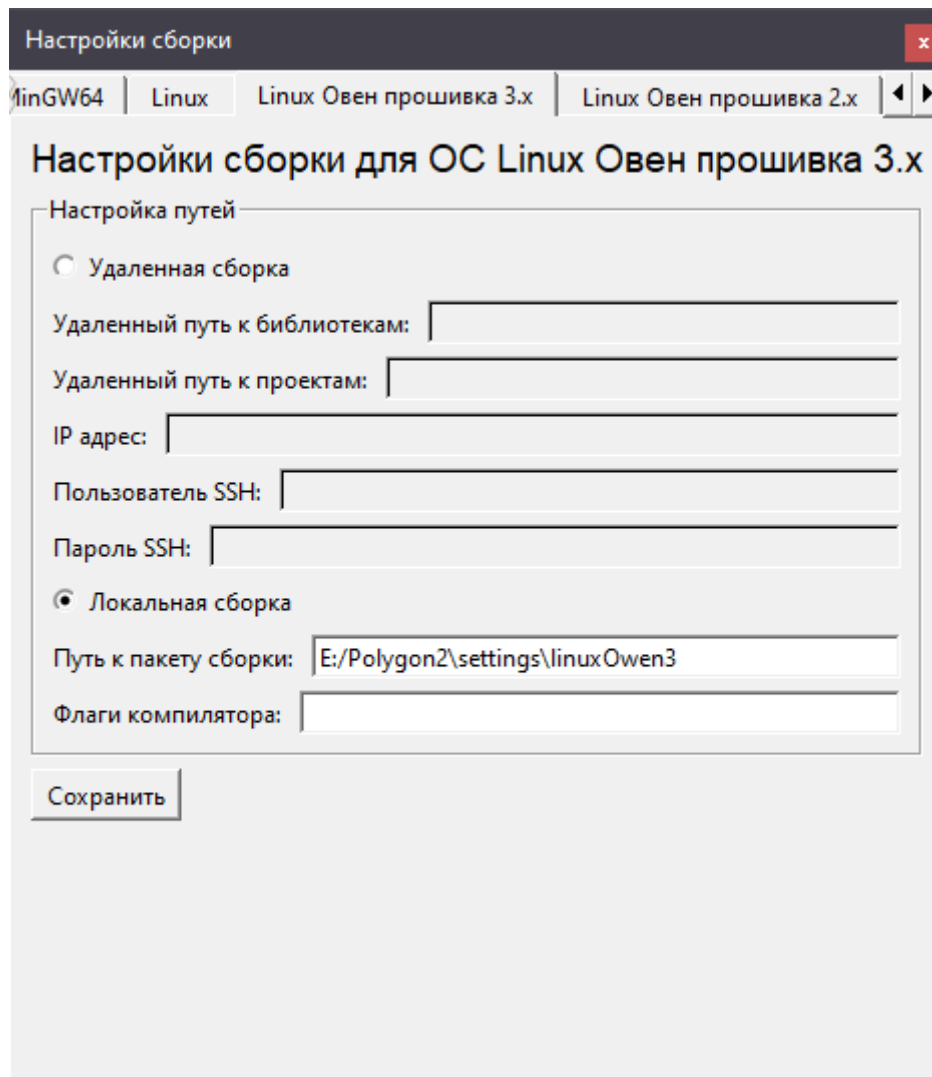 Настройки сборки
x
MinGW64 Linux Linux Овен прошивка 3.x Linux Овен прошивка 2.x
Настройки сборки для ОС Linux Овен прошивка 3.x
Настройка путей
Удаленная сборка
Удаленный путь к библиотекам:
Удаленный путь к проектам:
IP адрес:
Пользователь SSH:
Пароль SSH:
Локальная сборка
Путь к пакету сборки: E:/Polygon2\settings\linuxOwen3
Флаги компилятора:
Сохранить